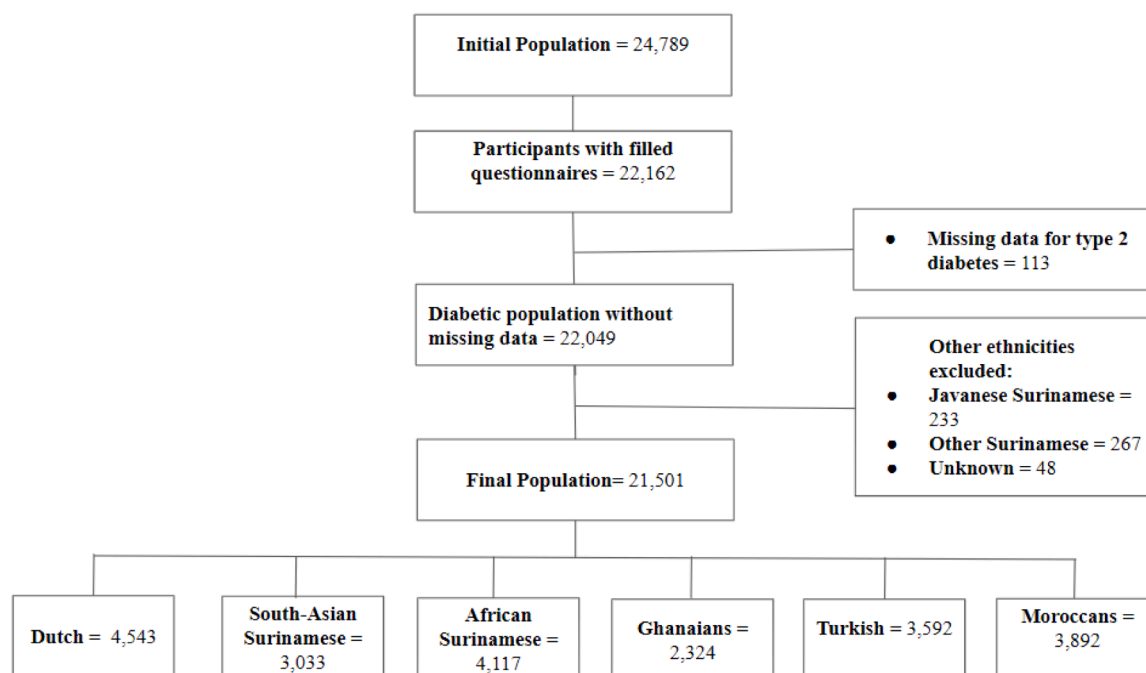 Initial Population = 24,789
Participants with filled
questionnaires = 22,162
● Missing data for type 2
diabetes = 113
Diabetic population without
missing data = 22,049
Other ethnicities
excluded:
● Javanese Surinamese =
233
● Other Surinamese = 267
● Unknown = 48
Final Population= 21,501
Dutch = 4,543
South-Asian
Surinamese =
3,033
African
Surinamese =
4,117
Ghanaians =
2,324
Turkish = 3,592
Moroccans =
3,892